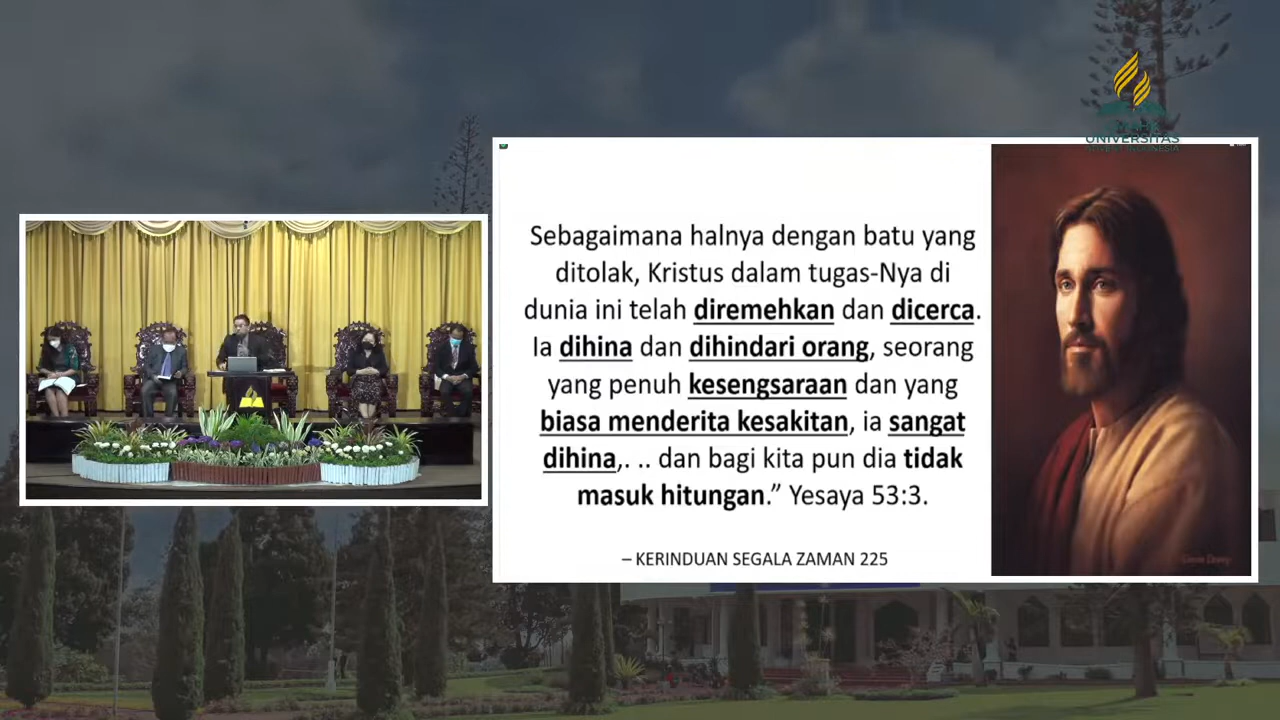 UNIVERSITAS
Sebagaimana halnya dengan batu yang
ditolak, Kristus dalam tugas-Nya di
dunia ini telah diremehkan dan dicerca.
Ia dihina dan dihindari orang, seorang
yang penuh kesengsaraan dan yang
biasa menderita kesakitan, ia sangat
dihina,. .. dan bagi kita pun dia tidak
masuk hitungan.” Yesaya 53:3.
– KERINDUAN SEGALA ZAMAN 225